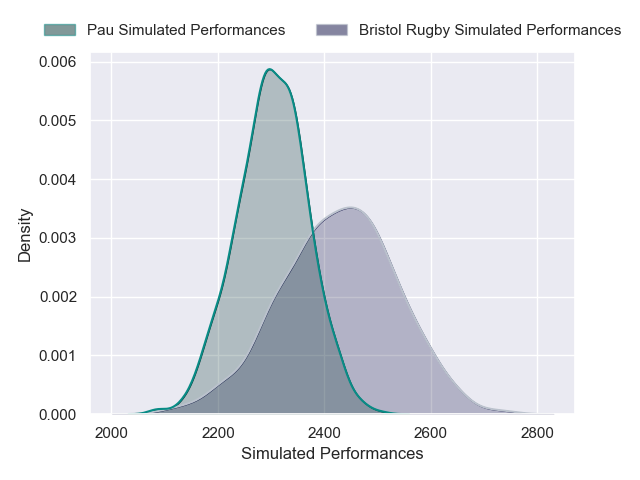 Pau Simulated Performances Bristol Rugby Simulated Performances
0.006
0.005
0.004
0.003
0.002
0.001
0.000
Density
2000 2200 2400 2600 2800
Simulated Performances